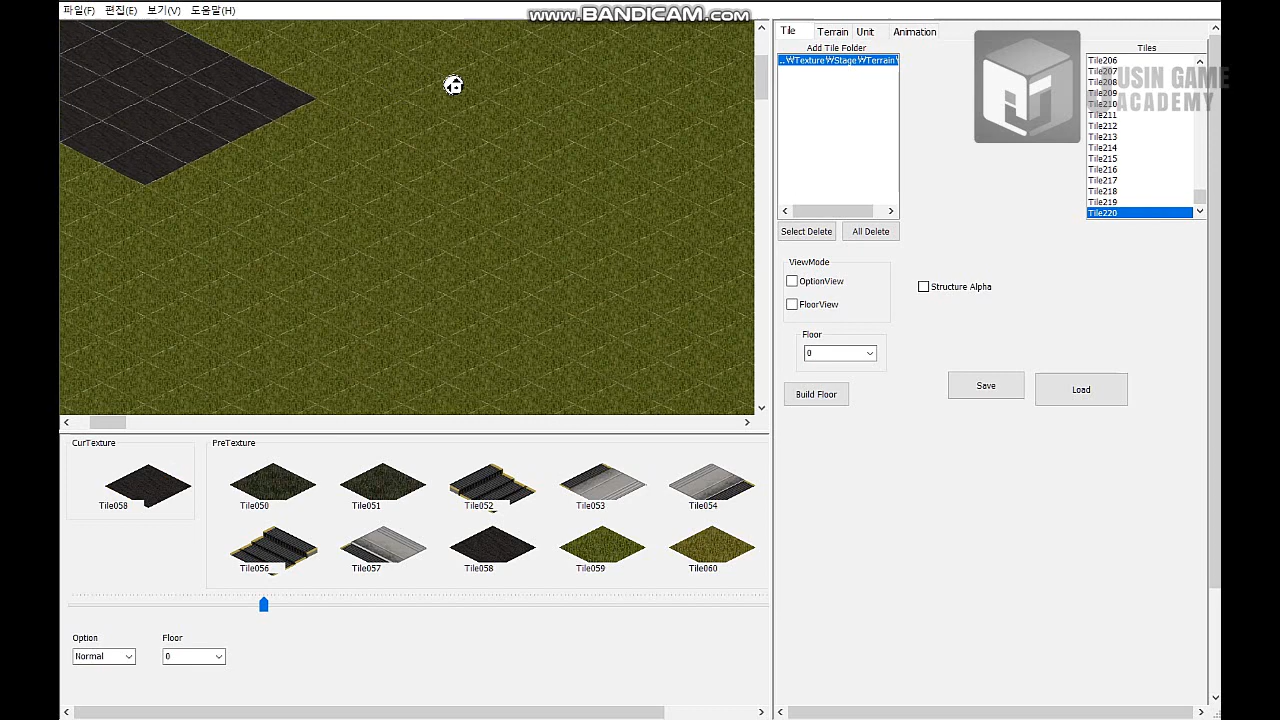 파일(F) 편집(E) 보기(V) 도움말(H)
www.BANDICAM.com
Tile Terrain Unit Animation
Add Tile Folder
..₩Texture₩Stage₩Terrain₩
Select Delete All Delete
ViewMode
OptionView
FloorView
Floor
0
Build Floor
Structure Alpha
Save Load
Tiles
Tile206
Tile207
Tile208
Tile209
Tile210
Tile211
Tile212
Tile213
Tile214
Tile215
Tile216
Tile217
Tile218
Tile219
Tile220
USIN GAME
ACADEMY
CurTexture
Tile058
PreTexture
Tile050 Tile051 Tile052 Tile053 Tile054
Tile056 Tile057 Tile058 Tile059 Tile060
Option Floor
Normal 0